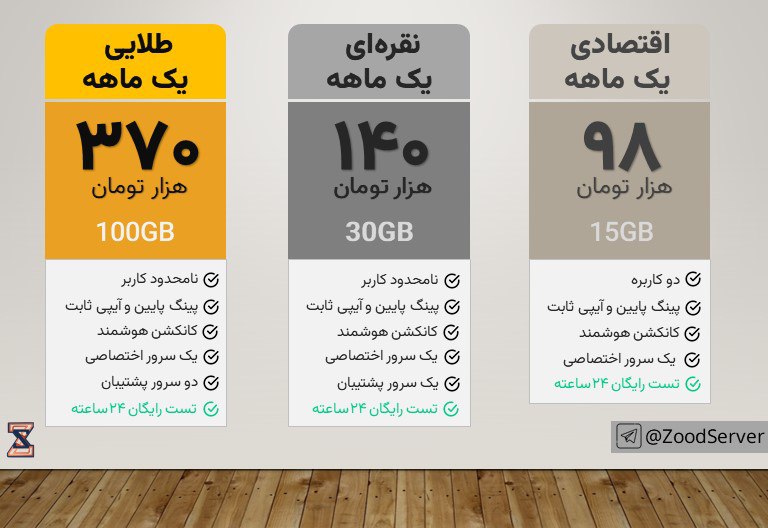 اقتصادی
یک ماهه
۹۸
هزار تومان
15GB
دو کاربره
پینگ پایین و آیپی ثابت
کانکشن هوشمند
یک سرور اختصاصی
تست رایگان ۲۴ ساعته
نقره‌ای
یک ماهه
۱۴۰
هزار تومان
30GB
نامحدود کاربر
پینگ پایین و آیپی ثابت
کانکشن هوشمند
یک سرور اختصاصی
یک سرور پشتیبان
تست رایگان ۲۴ ساعته
طلایی
یک ماهه
۳۷۰
هزار تومان
100GB
نامحدود کاربر
پینگ پایین و آیپی ثابت
کانکشن هوشمند
یک سرور اختصاصی
دو سرور پشتیبان
تست رایگان ۲۴ ساعته
@ZoodServer